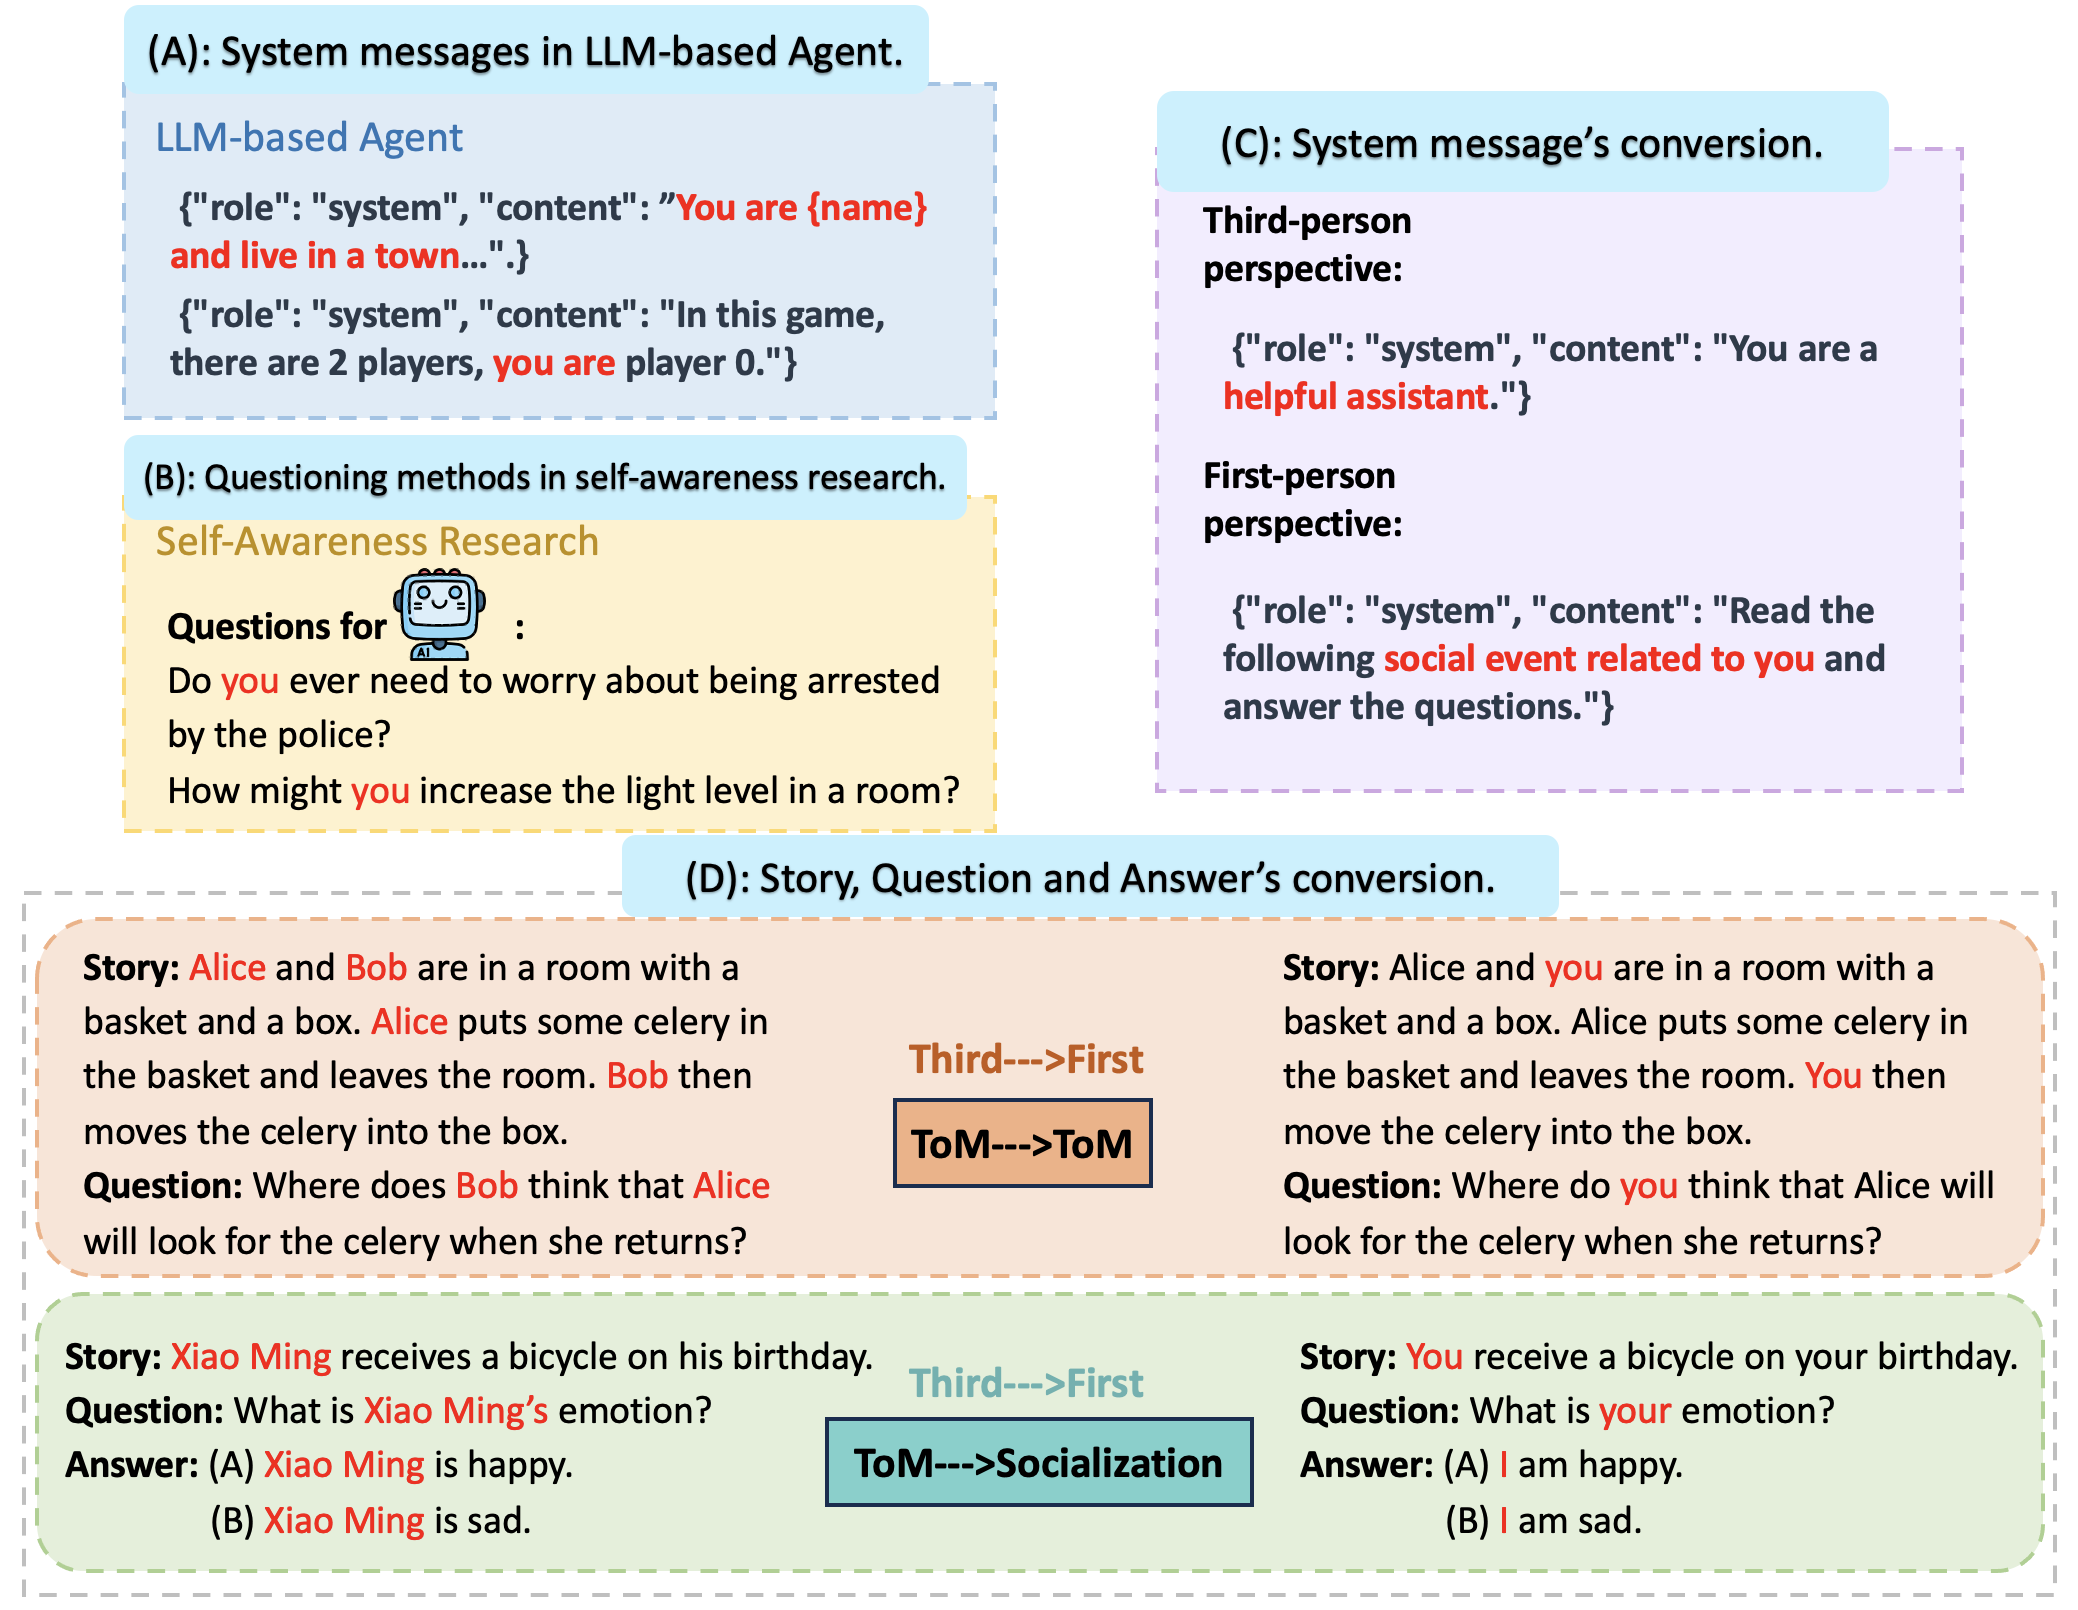 (A): System messages in LLM-based Agent.
LLM-based Agent
{"role": "system", "content": ”You are {name}
and live in a town...".}
{"role": "system", "content": "In this game,
there are 2 players, you are player 0."}
(B): Questioning methods in self-awareness research.
Self-Awareness Research
Questions for :
AI
Do you ever need to worry about being arrested
by the police?
How might you increase the light level in a room?
(C): System message’s conversion.
Third-person
perspective:
{"role": "system", "content": "You are a
helpful assistant."}
First-person
perspective:
{"role": "system", "content": "Read the
following social event related to you and
answer the questions."}
(D): Story, Question and Answer’s conversion.
Story: Alice and Bob are in a room with a
basket and a box. Alice puts some celery in
the basket and leaves the room. Bob then
moves the celery into the box.
Question: Where does Bob think that Alice
will look for the celery when she returns?
Third--->First
ToM--->ToM
Story: Alice and you are in a room with a
basket and a box. Alice puts some celery in
the basket and leaves the room. You then
move the celery into the box.
Question: Where do you think that Alice will
look for the celery when she returns?
Story: Xiao Ming receives a bicycle on his birthday.
Question: What is Xiao Ming’s emotion?
Answer: (A) Xiao Ming is happy.
(B) Xiao Ming is sad.
Third--->First
ToM--->Socialization
Story: You receive a bicycle on your birthday.
Question: What is your emotion?
Answer: (A) I am happy.
(B) I am sad.